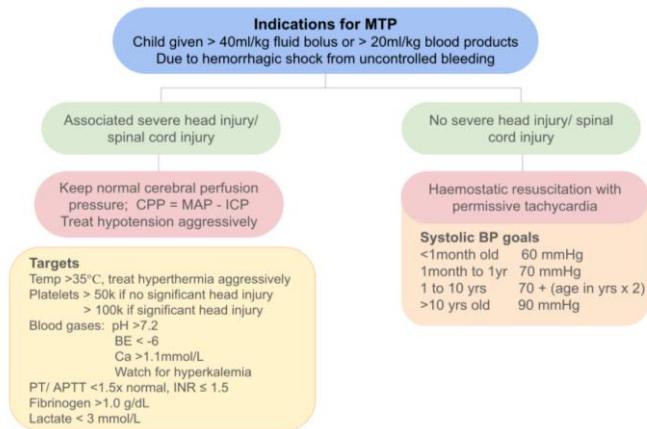 Indications for MTP
Child given > 40ml/kg fluid bolus or > 20ml/kg blood products
Due to hemorrhagic shock from uncontrolled bleeding
Associated severe head injury/
spinal cord injury
No severe head injury/ spinal
cord injury
Keep normal cerebral perfusion
pressure; CPP = MAP - ICP
Treat hypotension aggressively
Haemostatic resuscitation with
permissive tachycardia
Systolic BP goals
<1month old 60 mmHg
1month to 1yr 70 mmHg
1 to 10 yrs 70 + (age in yrs x 2)
>10 yrs old 90 mmHg
Targets
Temp >35°C, treat hyperthermia aggressively
Platelets > 50k if no significant head injury
> 100k if significant head injury
Blood gases: pH >7.2
BE < -6
Ca >1.1mmol/L
Watch for hyperkalemia
PT/ APTT <1.5x normal, INR ≤ 1.5
Fibrinogen >1.0 g/dL
Lactate < 3 mmol/L